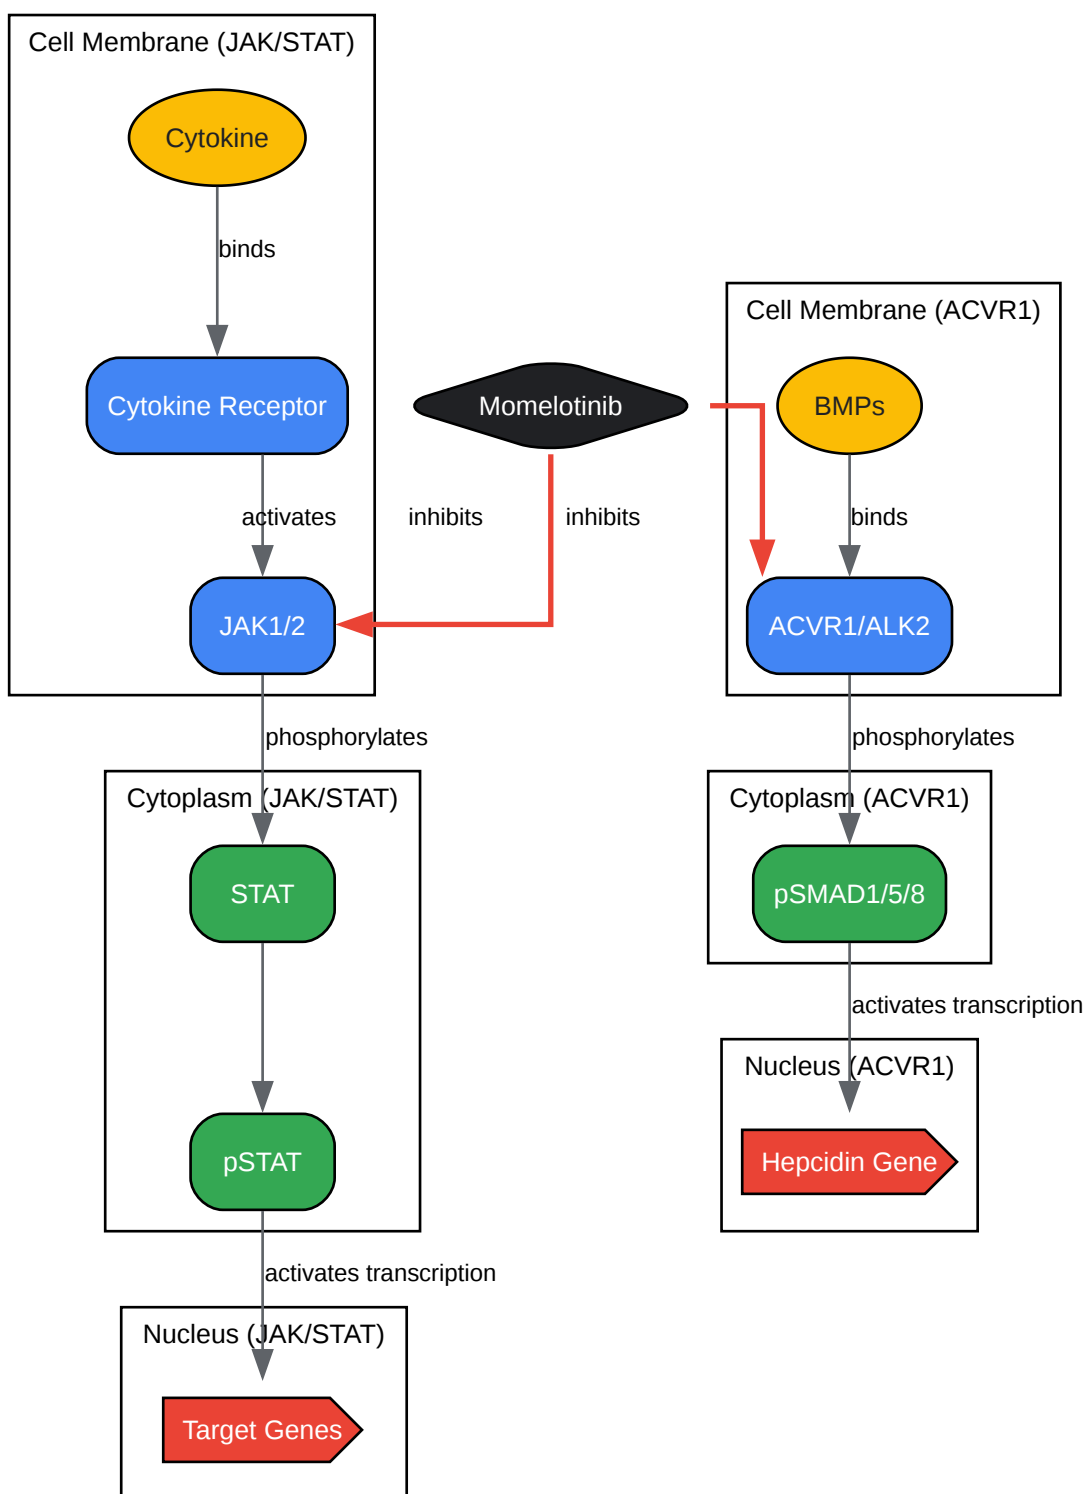 Cell Membrane (JAK/STAT)
Cytokine
binds
Cytokine Receptor
activates
JAK1/2
phosphorylates
Cytoplasm (JAK/STAT)
STAT
pSTAT
activates transcription
Nucleus (JAK/STAT)
Target Genes
Momelotinib
inhibits
inhibits
Cell Membrane (ACVR1)
BMPs
binds
ACVR1/ALK2
phosphorylates
Cytoplasm (ACVR1)
pSMAD1/5/8
activates transcription
Nucleus (ACVR1)
Hepcidin Gene